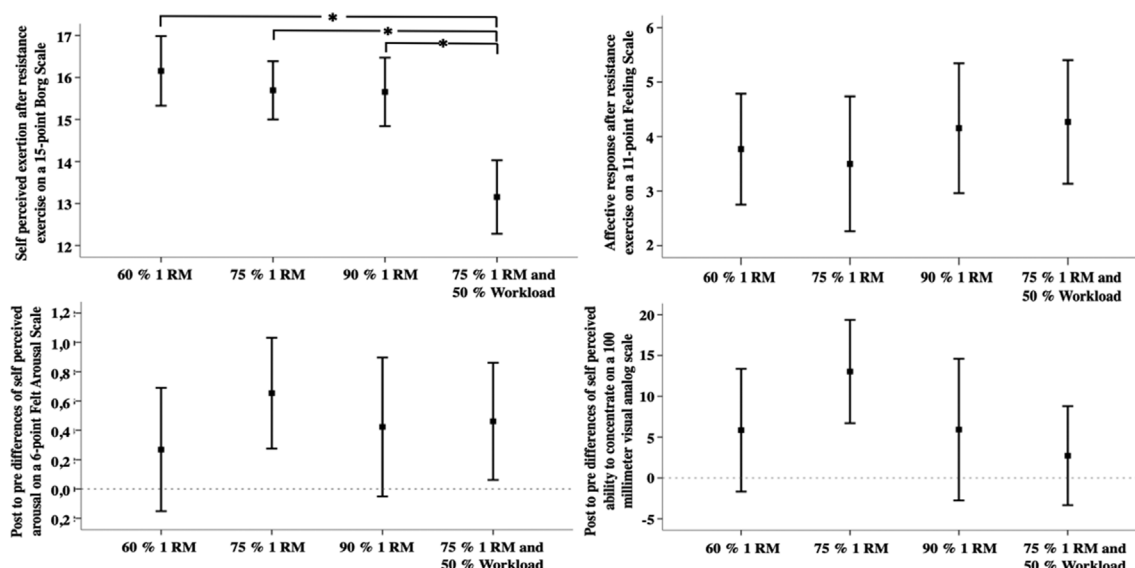 Self perceived exertion after resistance
exercise on a 15-point Borg Scale
17
16
15
14
13
12
*
*
*
60 % 1 RM
75 % 1 RM
90 % 1 RM
75 % 1 RM and
50 % Workload
Affective response after resistance
exercise on a 11-point Feeling Scale
6
5
4
3
2
60 % 1 RM
75 % 1 RM
90 % 1 RM
75 % 1 RM and
50 % Workload
Post to pre differences of self perceived
arousal on a 6-point Felt Arousal Scale
1,2
1,0
0,8
0,6
0,4
0,2
0,0
0,2
60 % 1 RM
75 % 1 RM
90 % 1 RM
75 % 1 RM and
50 % Workload
Post to pre differences of self perceived
ability to concentrate on a 100
millimeter visual analog scale
20
15
10
5
0
-5
60 % 1 RM
75 % 1 RM
90 % 1 RM
75 % 1 RM and
50 % Workload